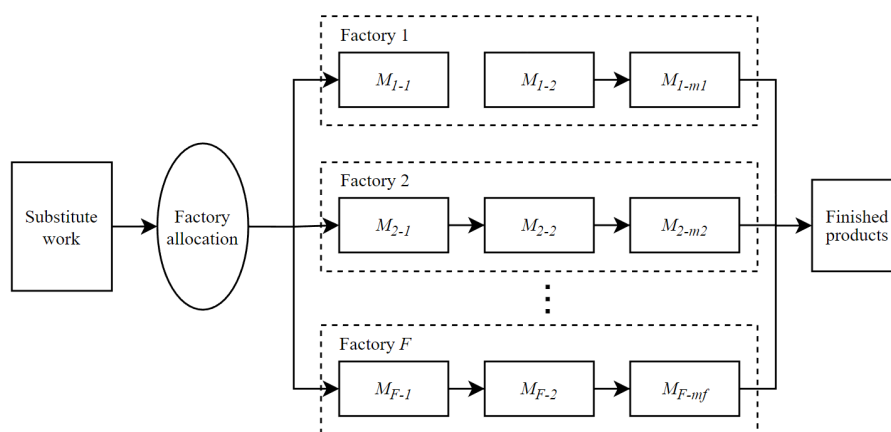 Factory 1
M1-1
M1-2
M1-m1
Substitute
work
Factory
allocation
Factory 2
M2-1
M2-2
M2-m2
Finished
products
Factory F
MF-1
MF-2
MF-mf